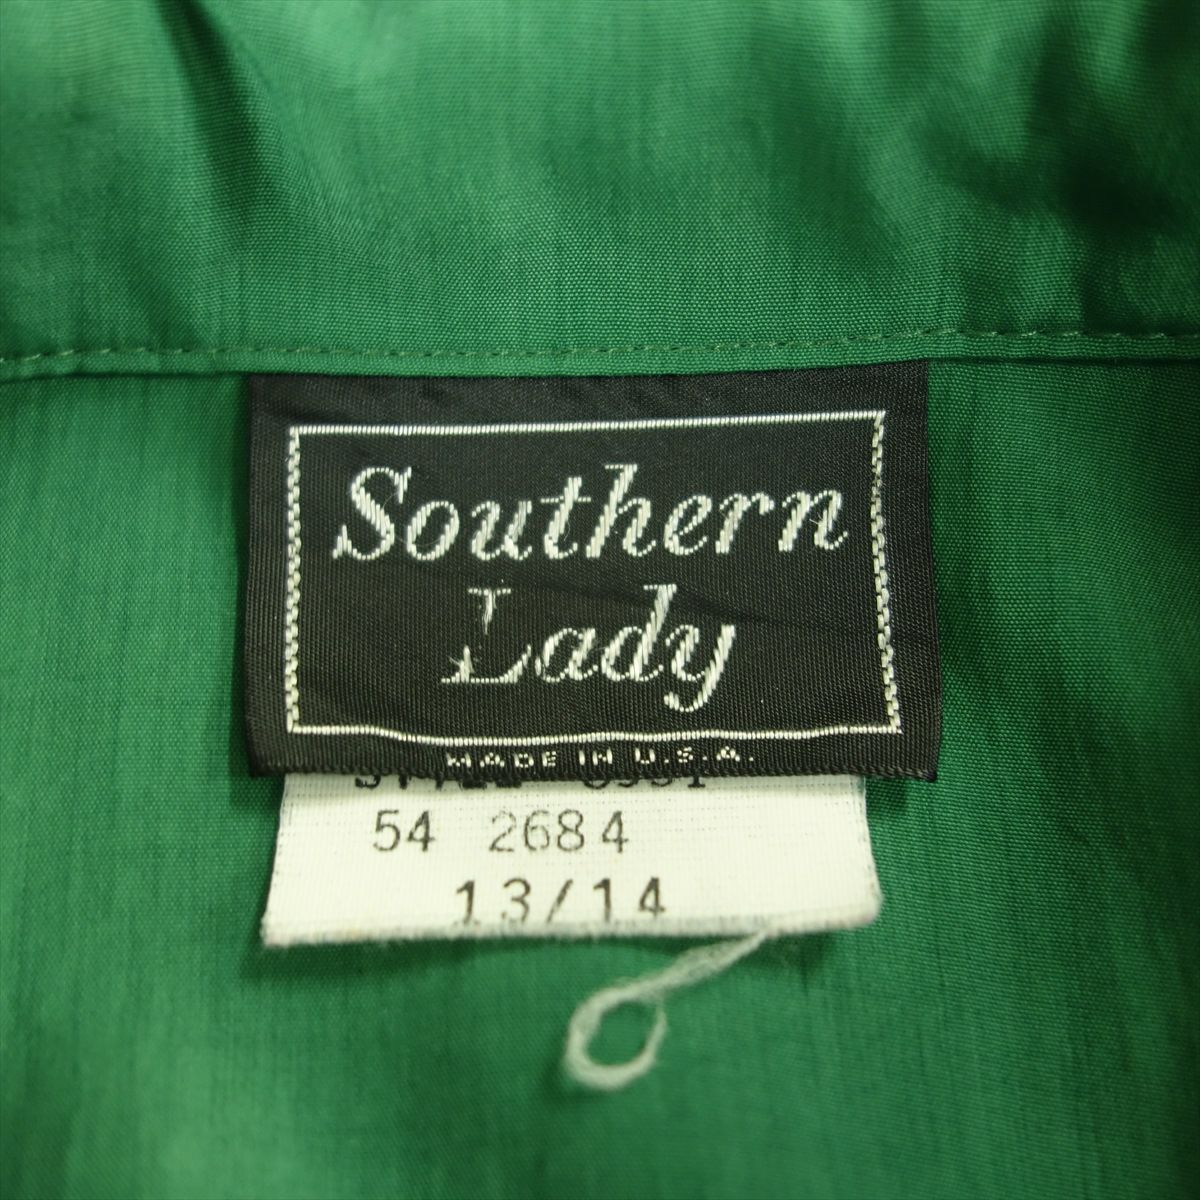 Southern
Lady
MADE IN U.S.A.
54 2684
13/14